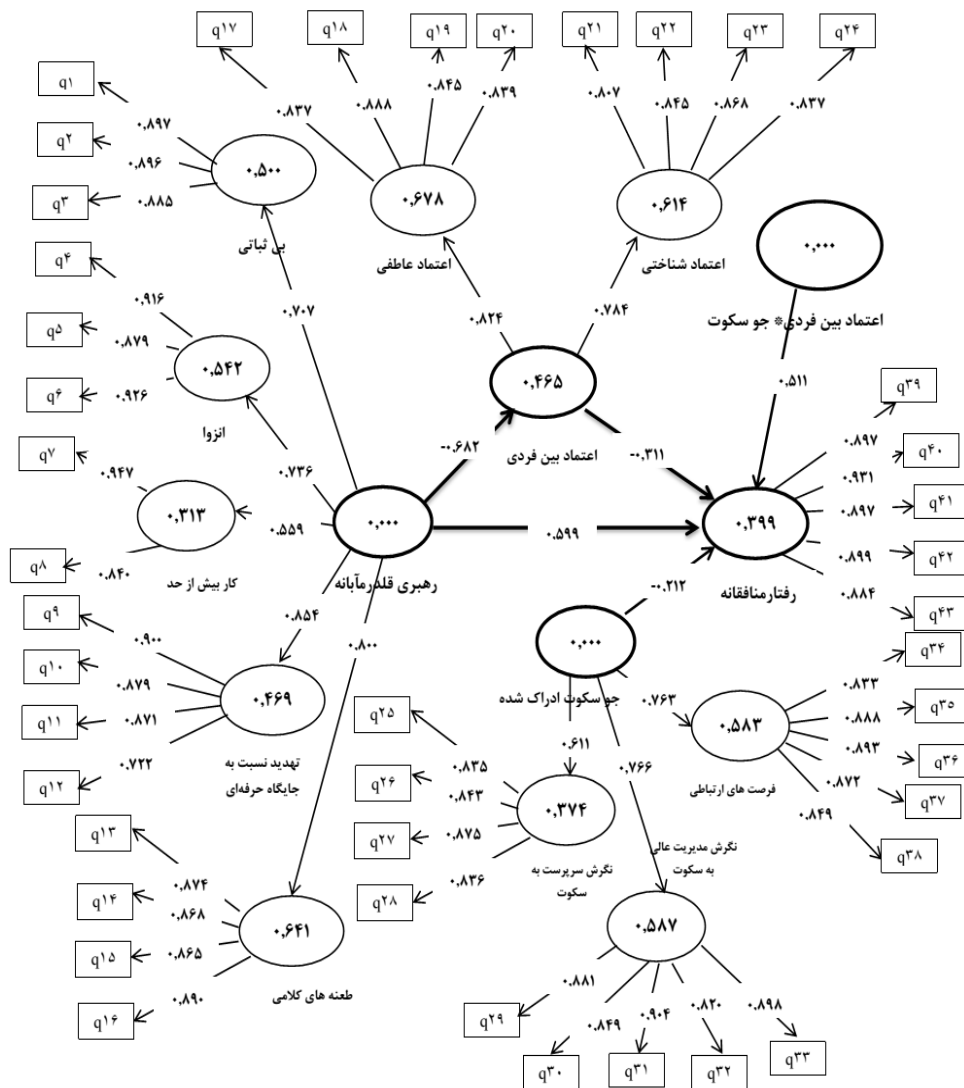 q۱۷
q۱۸
q۱۹
q۲۰
q۲۱
q۲۲
q۲۳
q۲۴
۰.۸۳۷
۰.۸۸۸
۰.۸۴۵
۰.۸۳۹
۰.۸۰۷
۰.۸۴۵
۰.۸۶۸
۰.۸۳۷
q۱
q۲
q۳
۰,۸۹۷
۰,۸۹۶
۰.۸۸۵
۰,۵۰۰
بی ثباتی
۰,۶۷۸
اعتماد عاطفی
۰,۶۱۴
اعتماد شناختی
۰,۰۰۰
اعتماد بین فردی* جو سکوت
q۴
q۵
q۶
۰,۹۱۶
۰,۸۷۹
۰.۹۲۶
۰,۵۴۲
انزوا
۰,۷۰۷
۰,۸۲۴
۰.۷۸۴
۰,۴۶۵
اعتماد بین فردی
۰,۵۱۱
q۷
q۸
۰,۹۴۷
۰.۸۴۰
۰,۳۱۳
کار بیش از حد
۰.۷۳۶
۰.۵۵۹
-۰.۶۸۲
-۰,۳۱۱
۰,۰۰۰
رهبری قلدرمآبانه
۰.۵۹۹
۰,۳۹۹
رفتارمنافقانه
q۳۹
q۴۰
q۴۱
q۴۲
q۴۳
۰.۸۹۷
۰.۹۳۱
۰.۸۹۷
۰.۸۹۹
۰.۸۸۴
q۹
q۱۰
q۱۱
q۱۲
۰,۹۰۰
۰.۸۷۹
۰.۸۷۱
۰.۷۲۲
۰,۴۶۹
تهدید نسبت به
جایگاه حرفه‌ای
۰.۸۵۴
۰.۸۰۰
-۰,۲۱۲
۰,۰۰۰
جو سکوت ادراک شده
۰,۷۶۳
۰.۶۱۱
۰,۷۶۶
q۳۴
q۳۵
q۳۶
q۳۷
q۳۸
۰.۸۳۳
۰.۸۸۸
۰.۸۹۳
۰.۸۷۲
۰.۸۴۹
۰,۵۸۳
فرصت های ارتباطی
q۲۵
q۲۶
q۲۷
q۲۸
۰,۸۳۵
۰.۸۴۳
۰,۸۷۵
۰,۸۳۶
۰,۳۷۴
نگرش سرپرست به
سکوت
نگرش مدیریت عالی
به سکوت
۰,۵۸۷
q۱۳
q۱۴
q۱۵
q۱۶
۰.۸۷۴
۰.۸۶۸
۰,۸۶۵
۰,۸۹۰
۰,۶۴۱
طعنه های کلامی
۰.۸۸۱
۰.۸۴۹
۰.۹۰۴
۰.۸۲۰
۰.۸۹۸
q۲۹
q۳۰
q۳۱
q۳۲
q۳۳